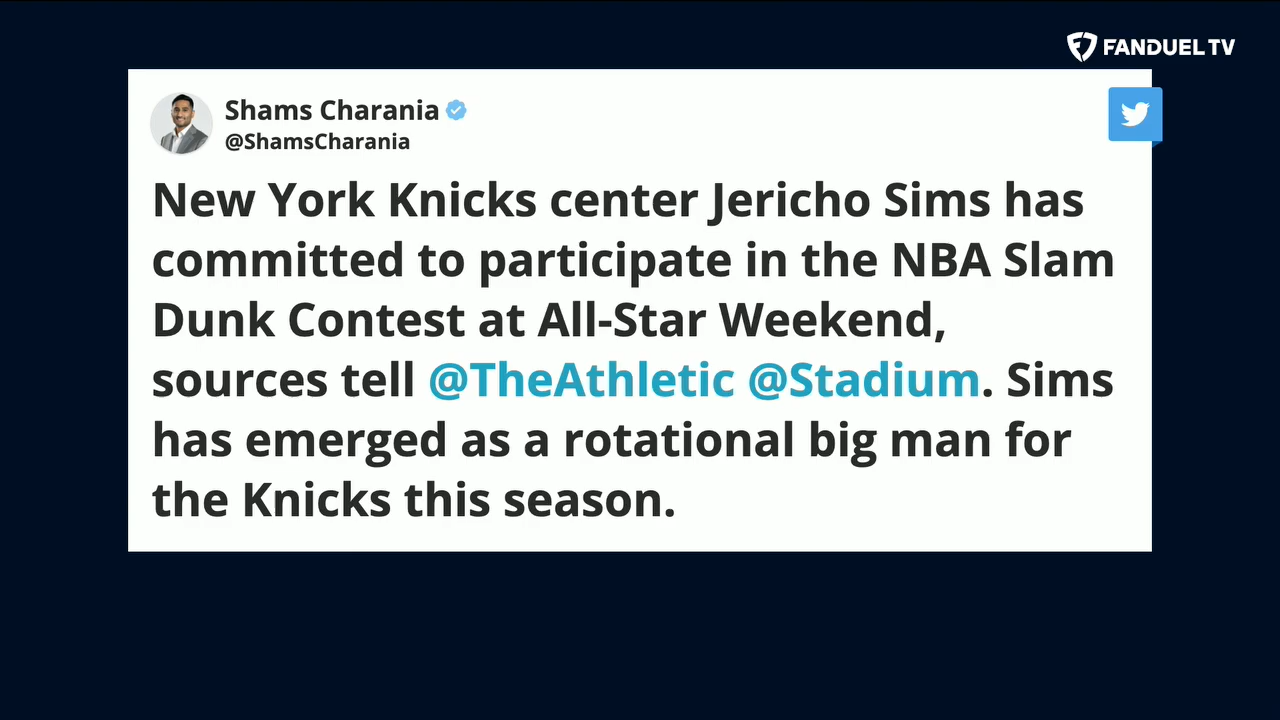 FANDUEL TV
Shams Charania
@ShamsCharania
New York Knicks center Jericho Sims has
committed to participate in the NBA Slam
Dunk Contest at All-Star Weekend,
sources tell @TheAthletic @Stadium. Sims
has emerged as a rotational big man for
the Knicks this season.